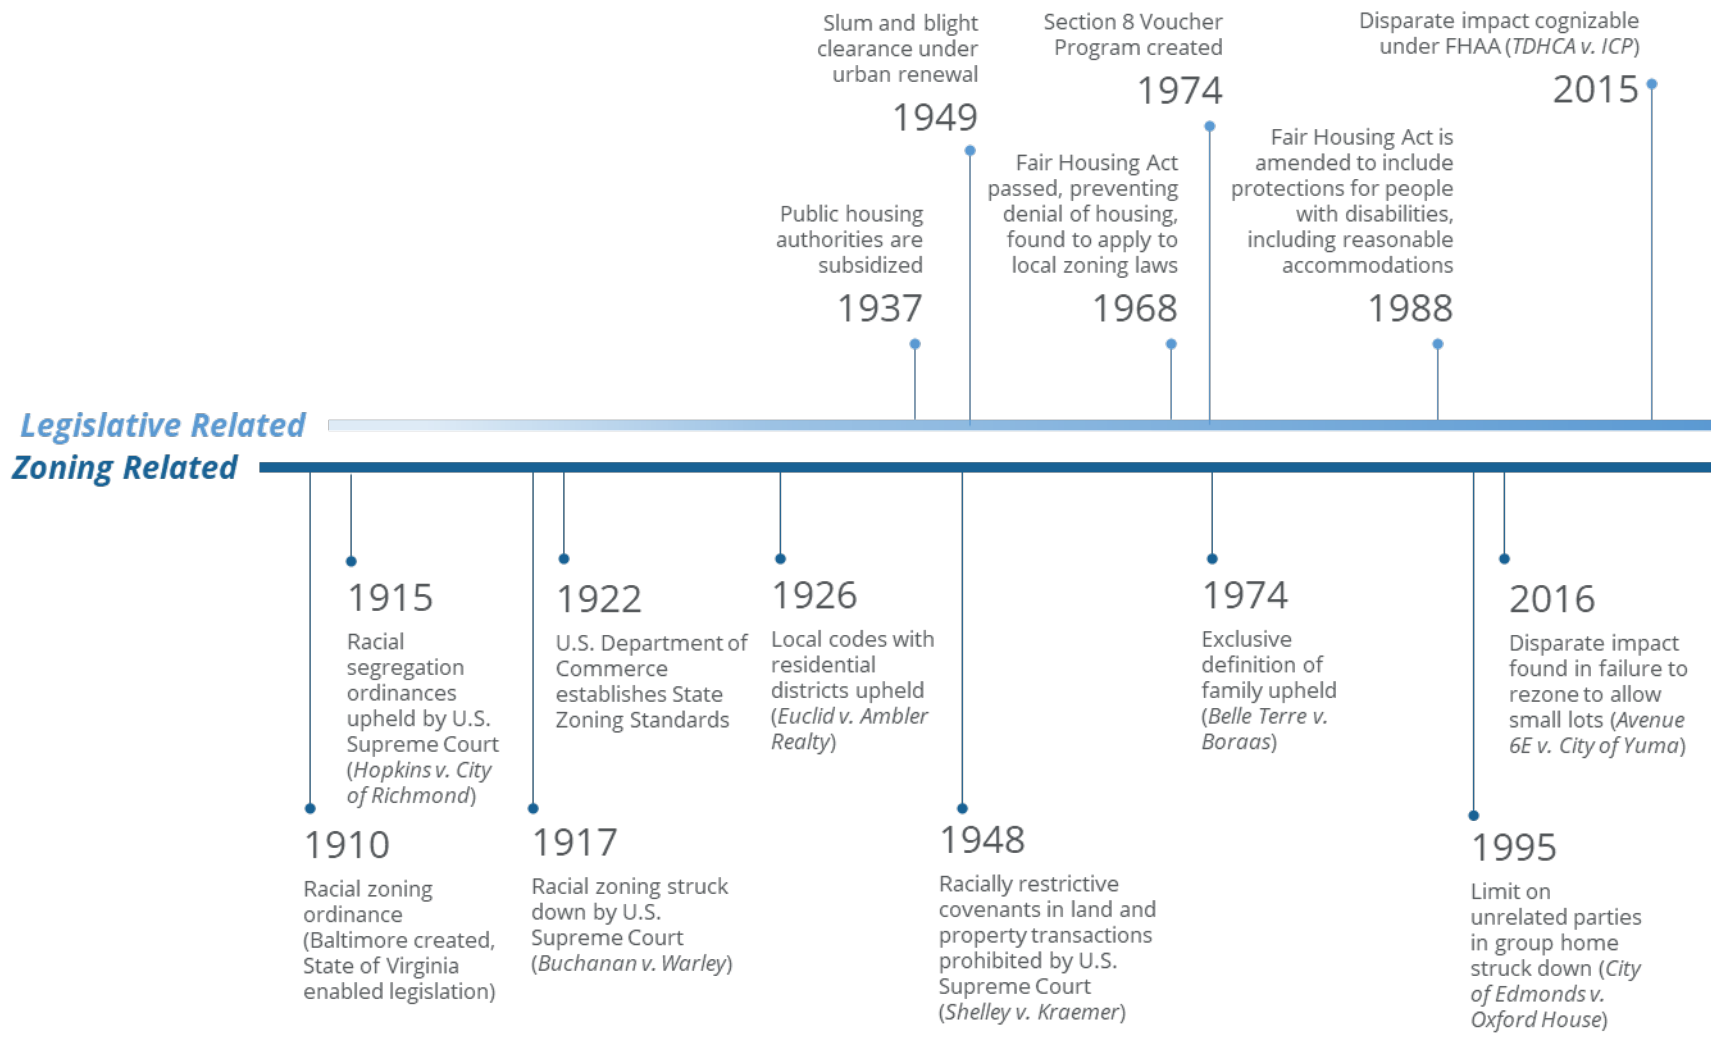 Slum and blight
clearance under
urban renewal
1949
Section 8 Voucher
Program created
1974
Disparate impact cognizable
under FHAA (TDHCA v. ICP)
2015
Public housing
authorities are
subsidized
1937
Fair Housing Act
passed, preventing
denial of housing,
found to apply to
local zoning laws
1968
Fair Housing Act is
amended to include
protections for people
with disabilities,
including reasonable
accommodations
1988
Legislative Related
Zoning Related
1915
Racial
segregation
ordinances
upheld by U.S.
Supreme Court
(Hopkins v. City
of Richmond)
1922
U.S. Department of
Commerce
establishes State
Zoning Standards
1926
Local codes with
residential
districts upheld
(Euclid v. Ambler
Realty)
1974
Exclusive
definition of
family upheld
(Belle Terre v.
Boraas)
2016
Disparate impact
found in failure to
rezone to allow
small lots (Avenue
6E v. City of Yuma)
1910
Racial zoning
ordinance
(Baltimore created,
State of Virginia
enabled legislation)
1917
Racial zoning struck
down by U.S.
Supreme Court
(Buchanan v. Warley)
1948
Racially restrictive
covenants in land and
property transactions
prohibited by U.S.
Supreme Court
(Shelley v. Kraemer)
1995
Limit on
unrelated parties
in group home
struck down (City
of Edmonds v.
Oxford House)